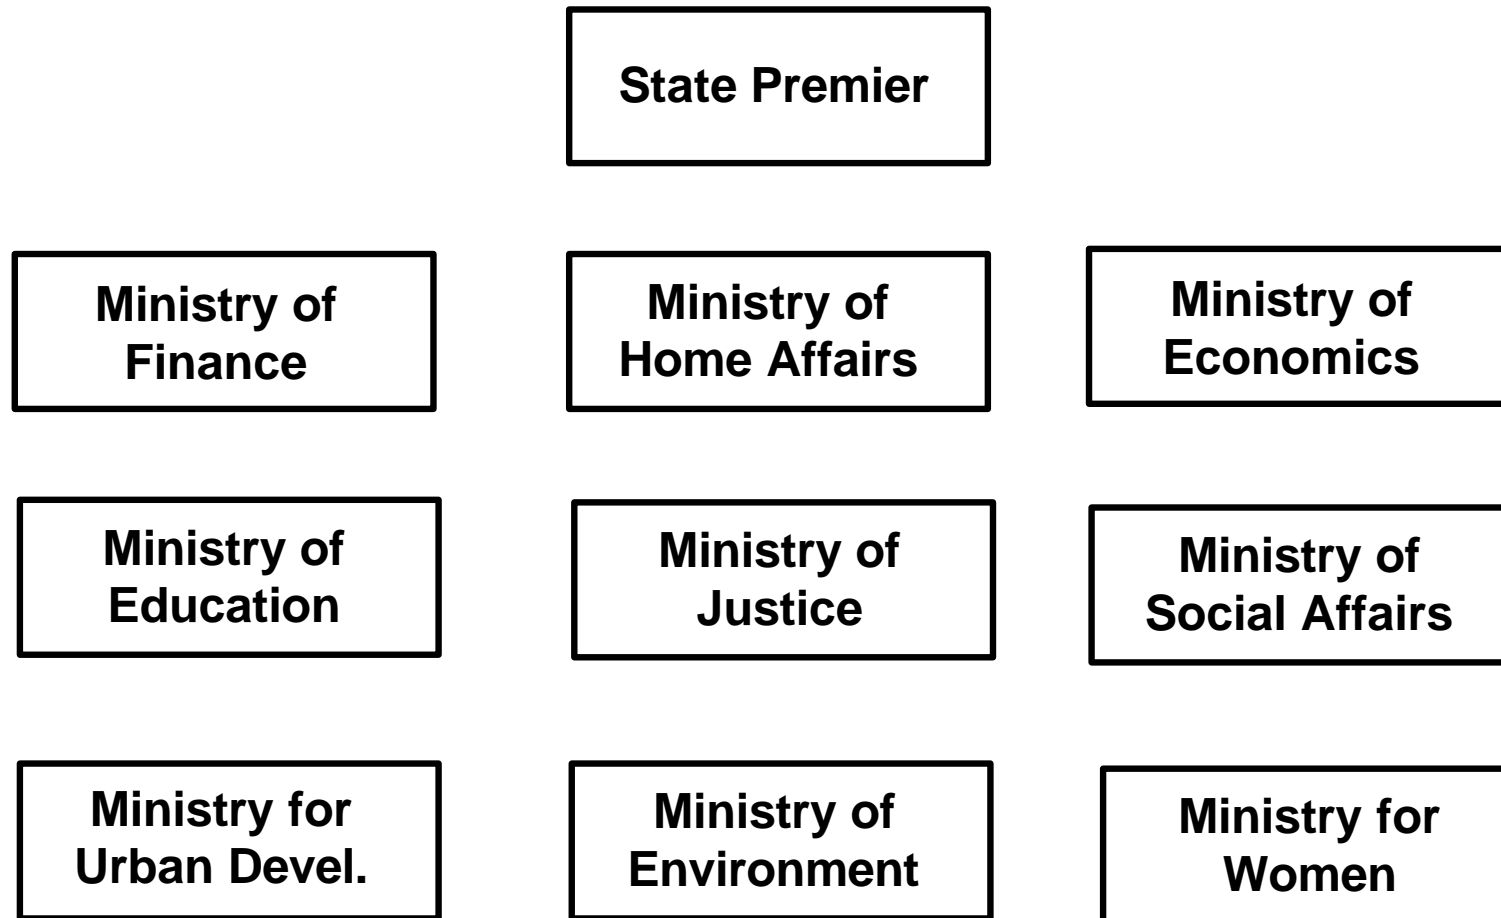 State Premier
Ministry of
Finance
Ministry of
Home Affairs
Ministry of
Economics
Ministry of
Education
Ministry of
Justice
Ministry of
Social Affairs
Ministry for
Urban Devel.
Ministry of
Environment
Ministry for
Women